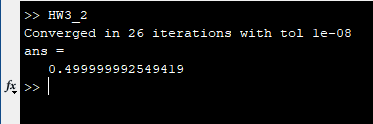 >> HW3_2
Converged in 26 iterations with tol 1e-08
ans =
0.499999992549419
fx >>